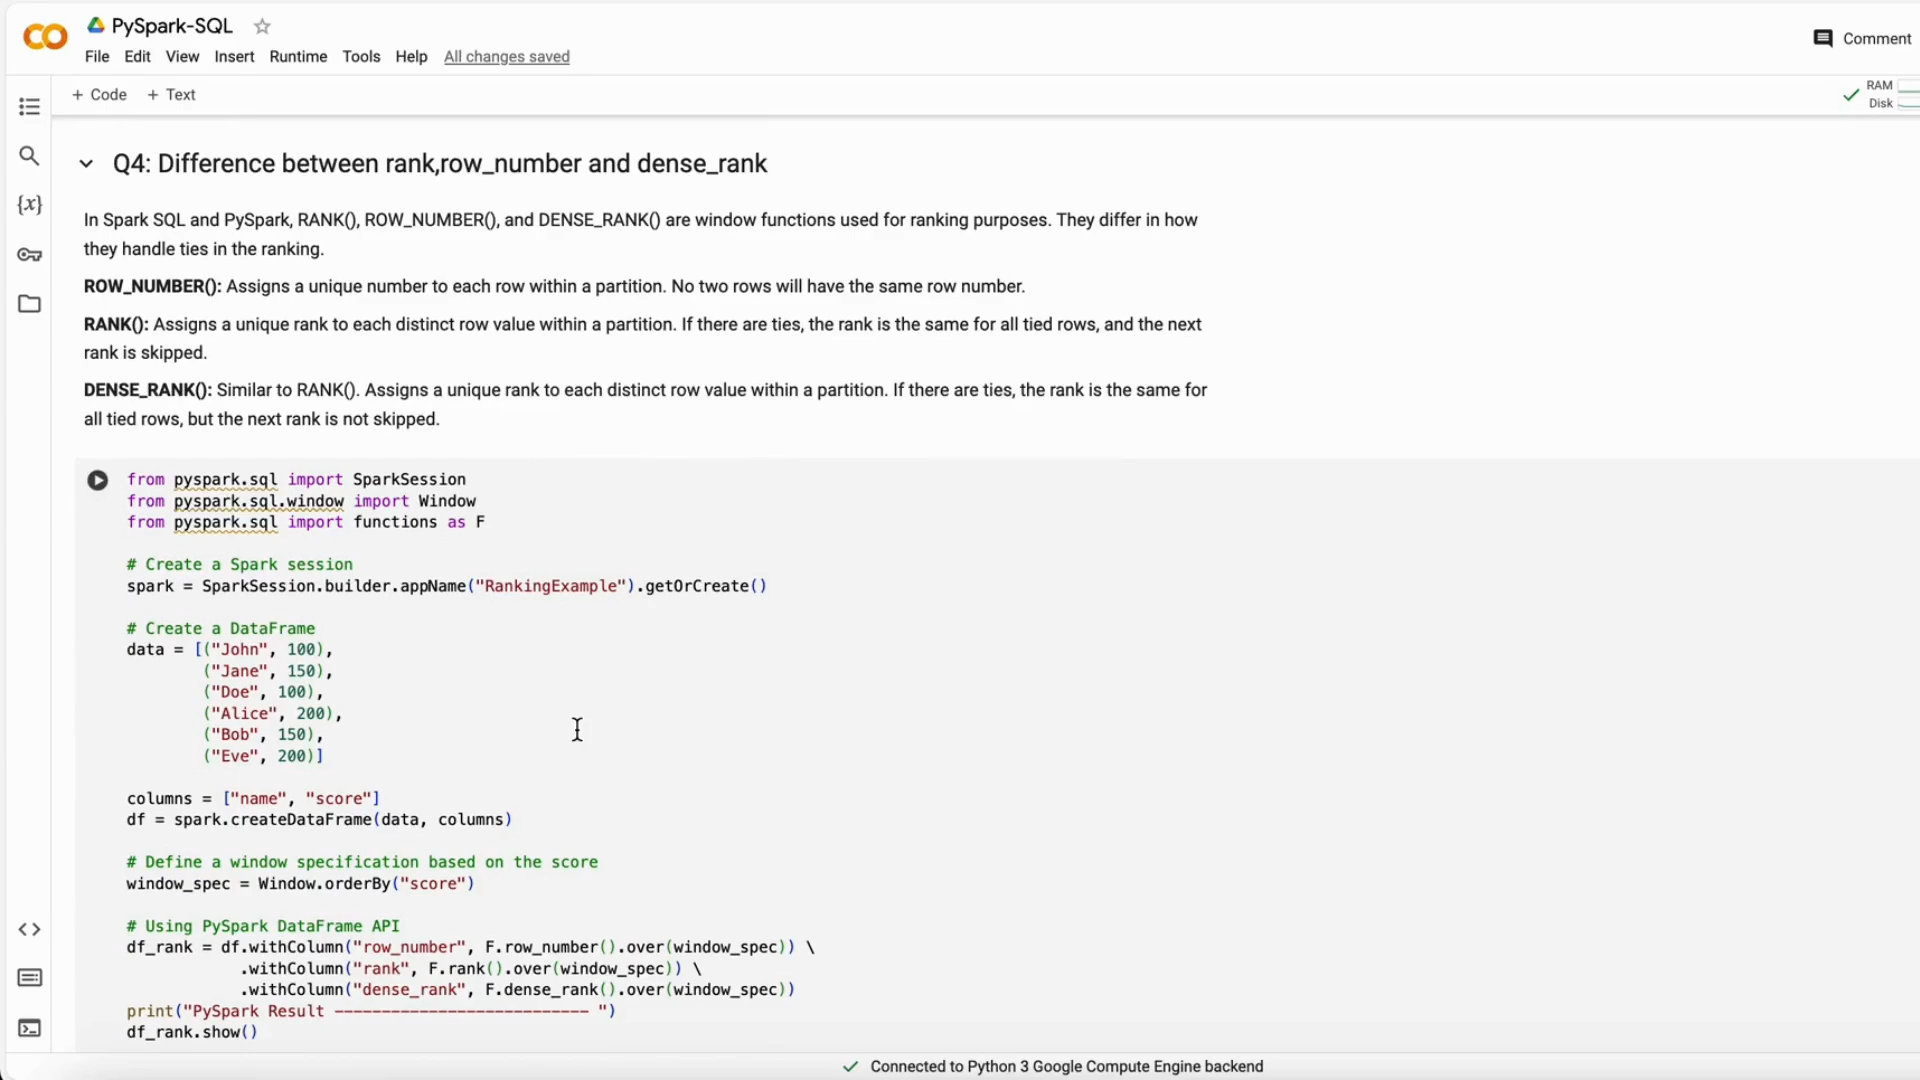 PySpark-SQL
File Edit View Insert Runtime Tools Help All changes saved
Comment
+ Code + Text
RAM
Disk
Q4: Difference between rank,row_number and dense_rank
In Spark SQL and PySpark, RANK(), ROW_NUMBER(), and DENSE_RANK() are window functions used for ranking purposes. They differ in how
they handle ties in the ranking.
ROW_NUMBER(): Assigns a unique number to each row within a partition. No two rows will have the same row number.
RANK(): Assigns a unique rank to each distinct row value within a partition. If there are ties, the rank is the same for all tied rows, and the next
rank is skipped.
DENSE_RANK(): Similar to RANK(). Assigns a unique rank to each distinct row value within a partition. If there are ties, the rank is the same for
all tied rows, but the next rank is not skipped.
from pyspark.sql import SparkSession
from pyspark.sql.window import Window
from pyspark.sql import functions as F
# Create a Spark session
spark = SparkSession.builder.appName("RankingExample").getOrCreate()
# Create a DataFrame
data = [("John", 100),
("Jane", 150),
("Doe", 100),
("Alice", 200),
("Bob", 150),
("Eve", 200)]
columns = ["name", "score"]
df = spark.createDataFrame(data, columns)
# Define a window specification based on the score
window_spec = Window.orderBy("score")
# Using PySpark DataFrame API
df_rank = df.withColumn("row_number", F.row_number().over(window_spec)) \
.withColumn("rank", F.rank().over(window_spec)) \
.withColumn("dense_rank", F.dense_rank().over(window_spec))
print("PySpark Result --------------------------- ")
df_rank.show()
Connected to Python 3 Google Compute Engine backend